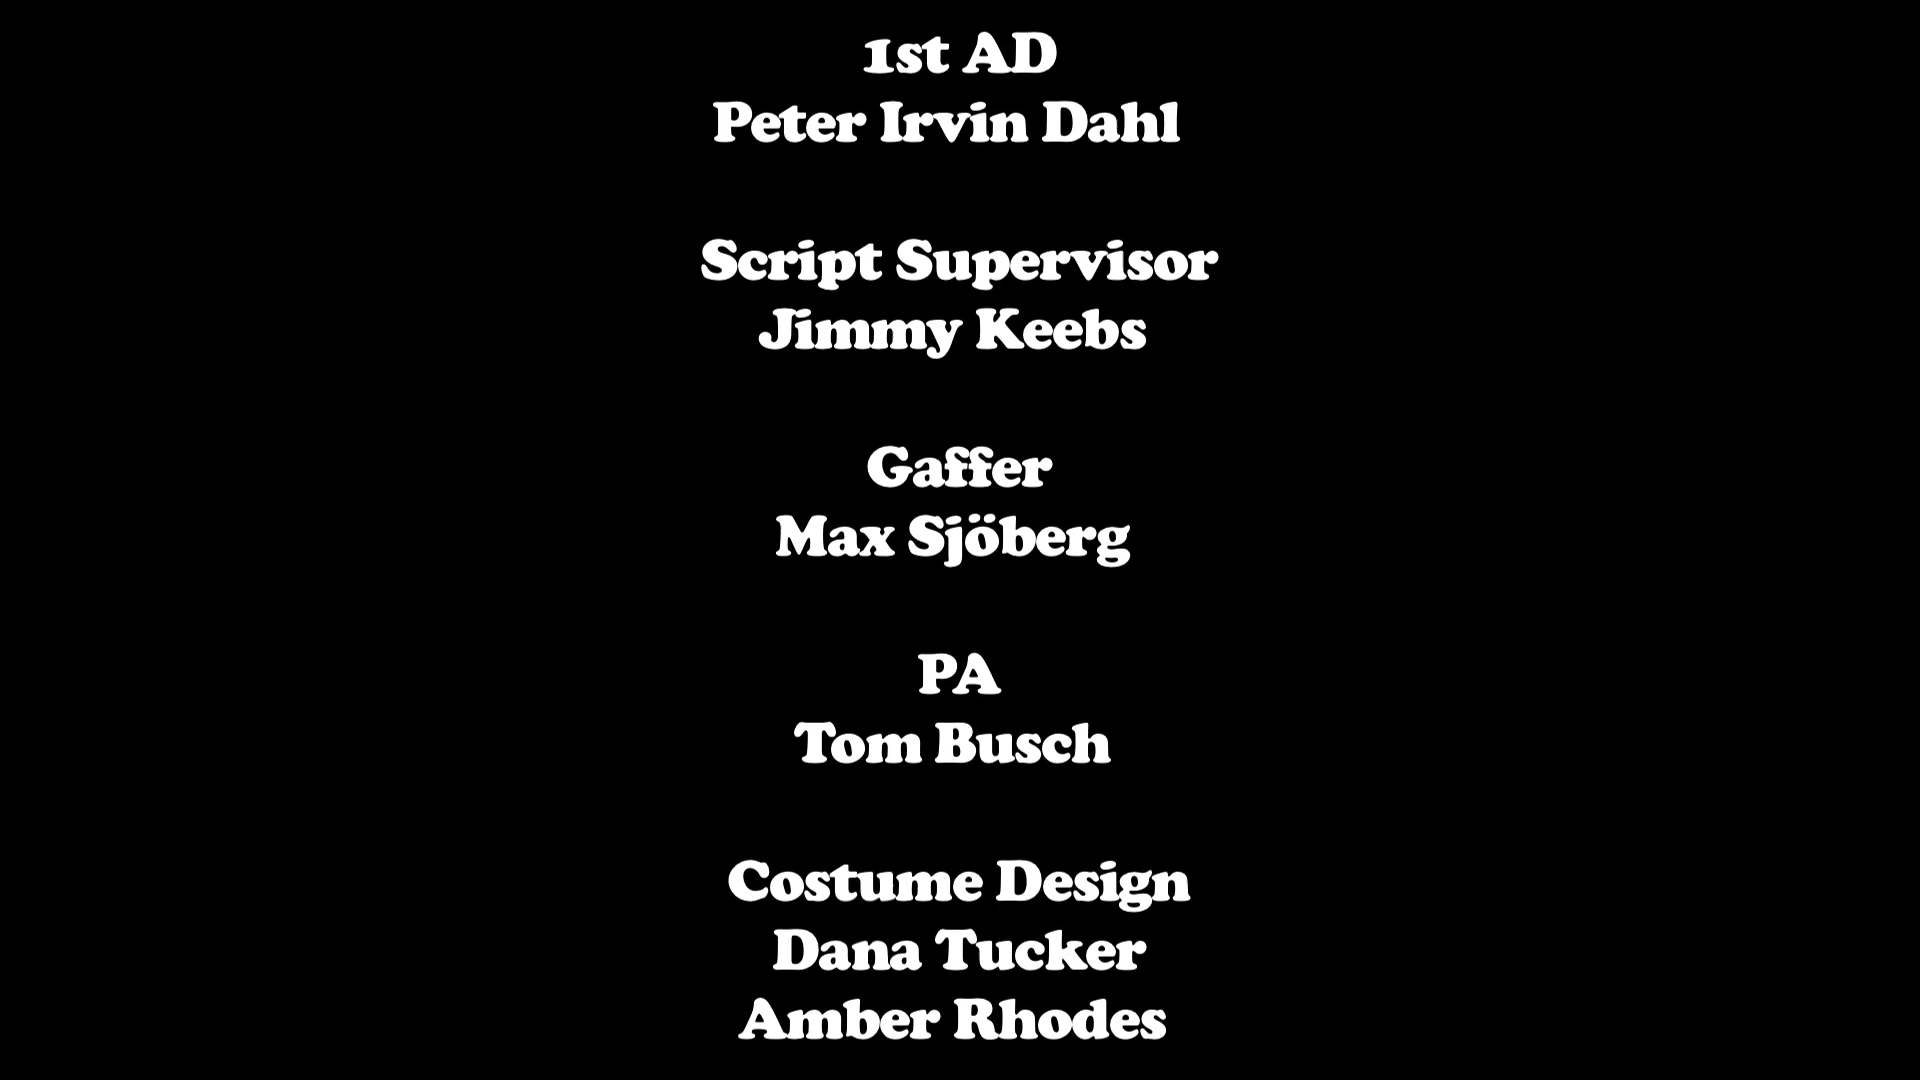 1st AD
Peter Irvin Dahl
Script Supervisor
Jimmy Keebs
Gaffer
Max Sjöberg
PA
Tom Busch
Costume Design
Dana Tucker
Amber Rhodes